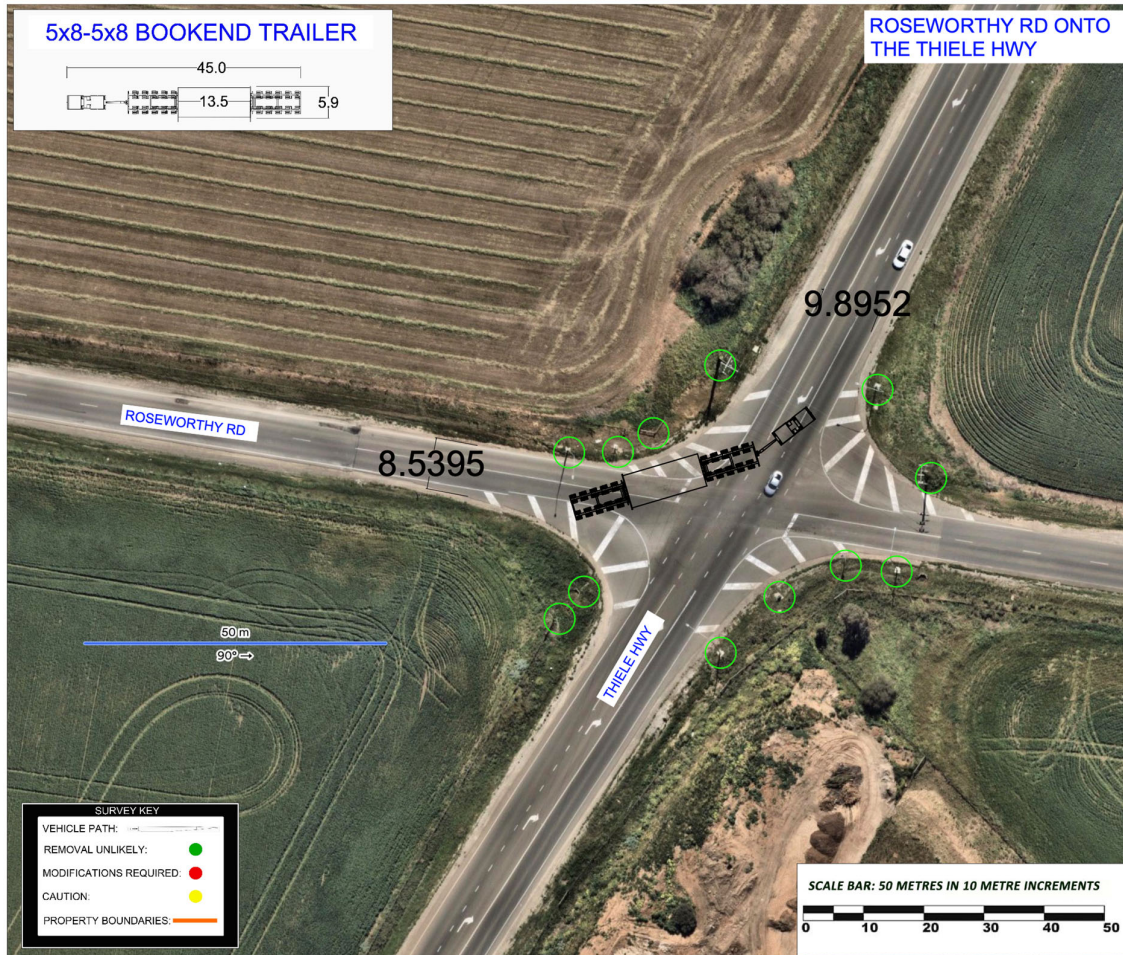 5x8-5x8 BOOKEND TRAILER
45.0
13.5
5.9
ROSEWORTHY RD ONTO
THE THIELE HWY
9.8952
ROSEWORTHY RD
8.5395
THIELE HWY
50 m
90° →
SURVEY KEY
VEHICLE PATH:
REMOVAL UNLIKELY:
MODIFICATIONS REQUIRED:
CAUTION:
PROPERTY BOUNDARIES:
SCALE BAR: 50 METRES IN 10 METRE INCREMENTS
0 10 20 30 40 50